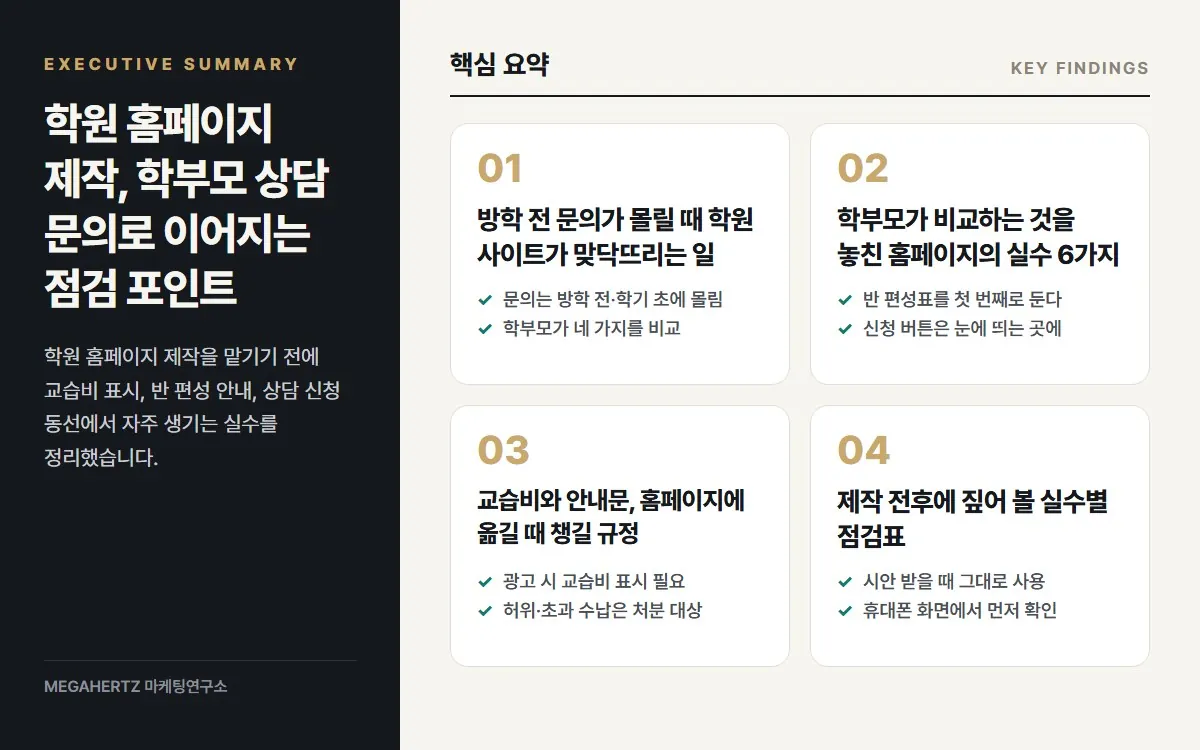 EXECUTIVE SUMMARY
학원 홈페이지
제작, 학부모 상담
문의로 이어지는
점검 포인트
학원 홈페이지 제작을 맡기기 전에
교습비 표시, 반 편성 안내, 상담 신청
동선에서 자주 생기는 실수를
정리했습니다.
MEGAHERTZ 마케팅연구소
핵심 요약
KEY FINDINGS
01
방학 전 문의가 몰릴 때 학원
사이트가 맞닥뜨리는 일
문의는 방학 전·학기 초에 몰림
학부모가 네 가지를 비교
02
학부모가 비교하는 것을
놓친 홈페이지의 실수 6가지
반 편성표를 첫 번째로 둔다
신청 버튼은 눈에 띄는 곳에
03
교습비와 안내문, 홈페이지에
옮길 때 챙길 규정
광고 시 교습비 표시 필요
허위·초과 수납은 처분 대상
04
제작 전후에 짚어 볼 실수별
점검표
시안 받을 때 그대로 사용
휴대폰 화면에서 먼저 확인